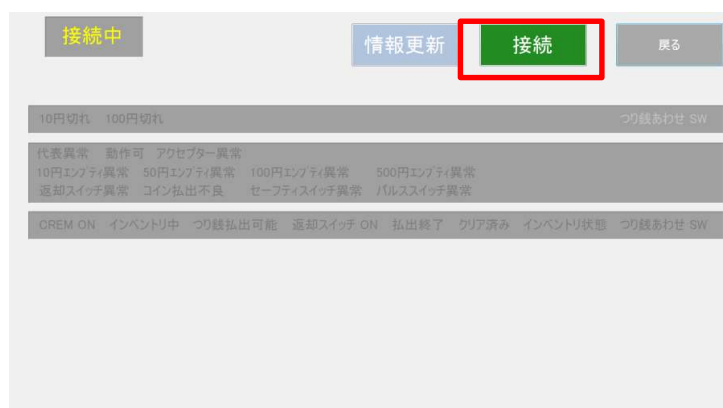 接続中 情報更新 接続 戻る
10円切れ 100円切れ つり銭あわせ SW
代表異常 動作可 アクセプター異常
10円エンプティ異常 50円エンプティ異常 100円エンプティ異常 500円エンプティ異常
返却スイッチ異常 コイン払出不良 セーフティスイッチ異常 パルススイッチ異常
CREM ON インベントリ中 つり銭払出可能 返却スイッチ ON 払出終了 クリア済み インベントリ状態 つり銭あわせ SW